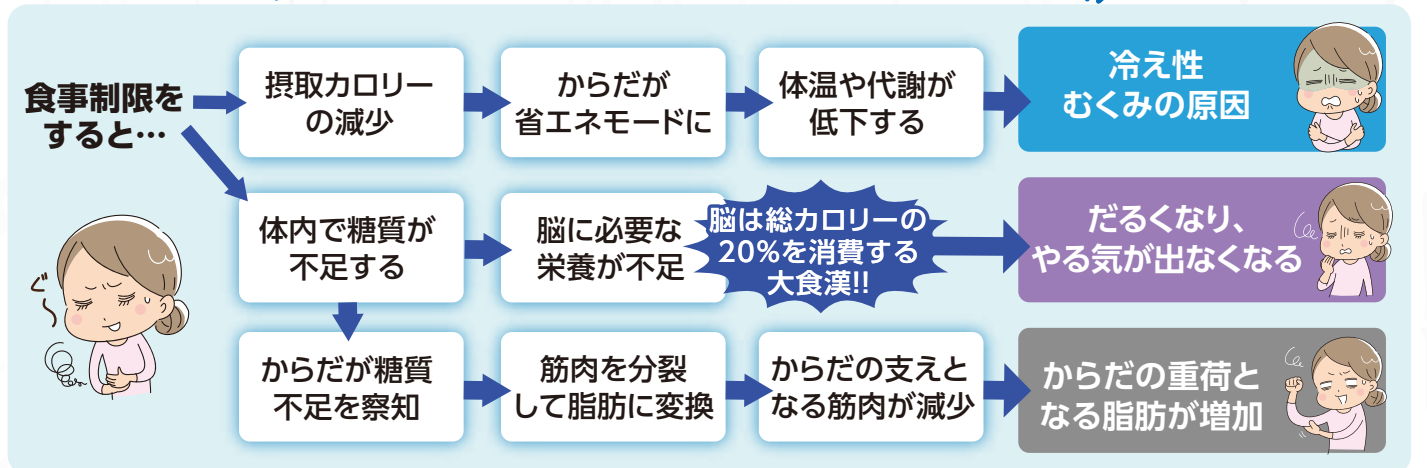 食事制限を
すると…
摂取カロリー
の減少
からだが
省エネモードに
体温や代謝が
低下する
冷え性
むくみの原因
体内で糖質が
不足する
脳に必要な
栄養が不足
脳は総カロリーの
20%を消費する
大食漢!!
だるくなり、
やる気が出なくなる
ぐ〜
からだが糖質
不足を察知
筋肉を分裂
して脂肪に変換
からだの支えと
なる筋肉が減少
からだの重荷と
なる脂肪が増加